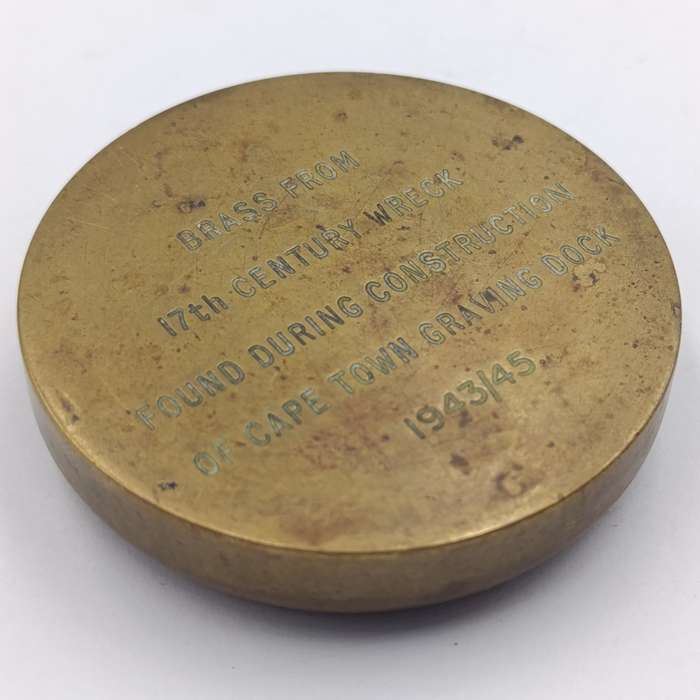 BRASS FROM
17th CENTURY WRECK
FOUND DURING CONSTRUCTION
OF CAPE TOWN GRAVING DOCK
1943/45